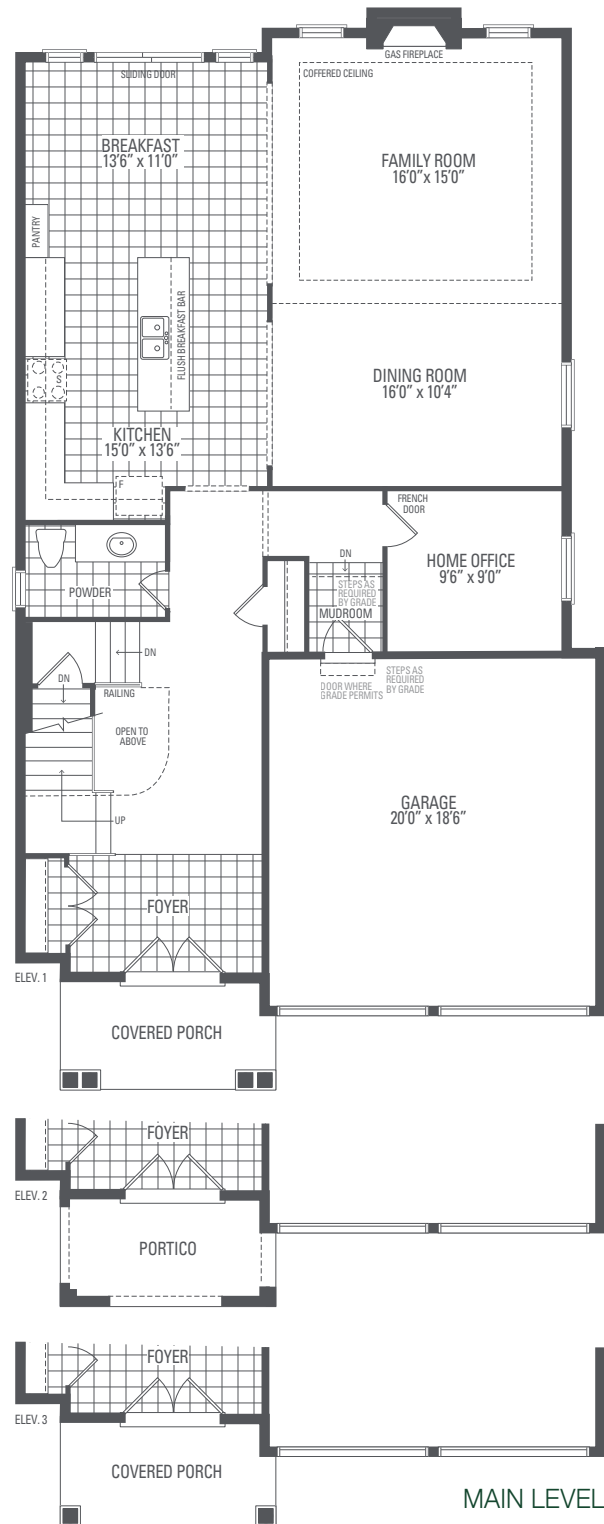 GAS FIREPLACE
SLIDING DOOR
COFFERED CEILING
BREAKFAST
13'6" x 11'0"
FAMILY ROOM
16'0" x 15'0"
PANTRY
FLUSH BREAKFAST BAR
S
DINING ROOM
16'0" x 10'4"
KITCHEN
15'0" x 13'6"
F
FRENCH
DOOR
DN
HOME OFFICE
9'6" x 9'0"
STEPS AS
REQUIRED
BY GRADE
MUDROOM
POWDER
DN
DN
RAILING
DOOR WHERE
GRADE PERMITS
STEPS AS
REQUIRED
BY GRADE
OPEN TO
ABOVE
GARAGE
20'0" x 18'6"
UP
FOYER
ELEV. 1
COVERED PORCH
FOYER
ELEV. 2
PORTICO
FOYER
ELEV. 3
COVERED PORCH
MAIN LEVEL